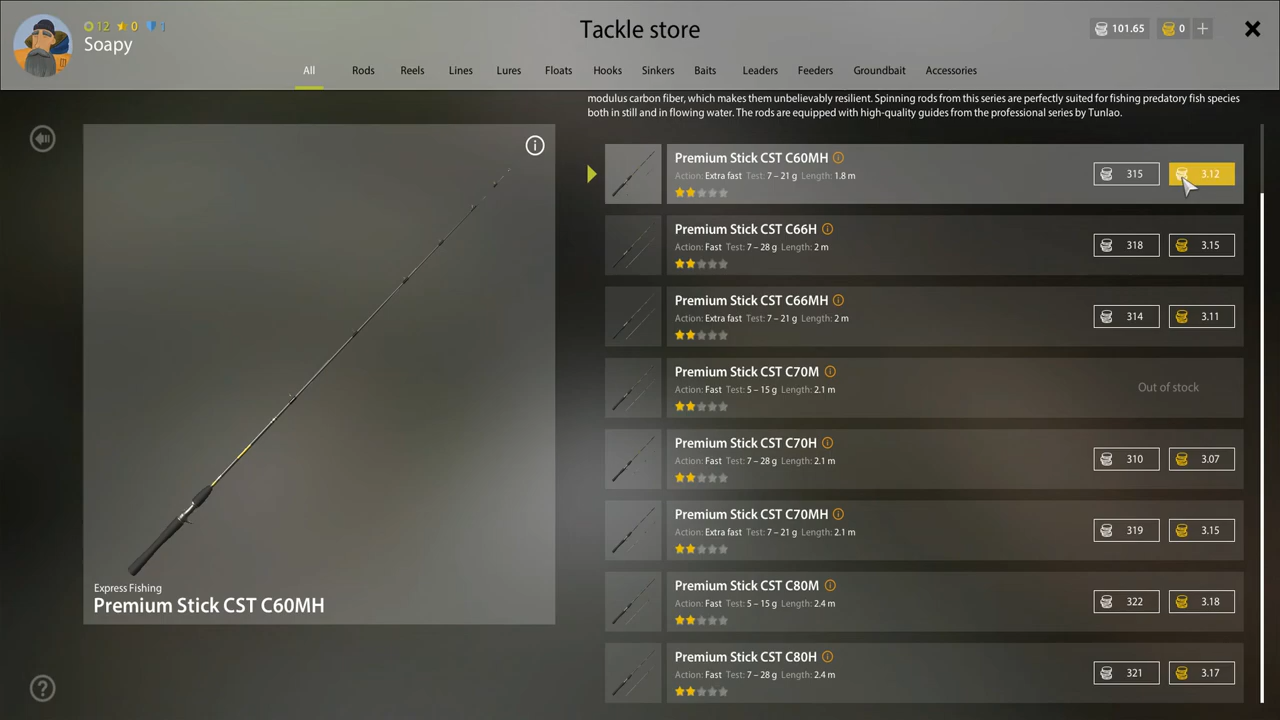 12 0 1
Soapy
Tackle store
101.65
0
All Rods Reels Lines Lures Floats Hooks Sinkers Baits Leaders Feeders Groundbait Accessories
modulus carbon fiber, which makes them unbelievably resilient. Spinning rods from this series are perfectly suited for fishing predatory fish species
both in still and in flowing water. The rods are equipped with high-quality guides from the professional series by Tunlao.
Premium Stick CST C60MH
Action: Extra fast Test: 7 – 21 g Length: 1.8 m
315 3.12
Premium Stick CST C66H
Action: Fast Test: 7 – 28 g Length: 2 m
318 3.15
Premium Stick CST C66MH
Action: Extra fast Test: 7 – 21 g Length: 2 m
314 3.11
Premium Stick CST C70M
Action: Fast Test: 5 – 15 g Length: 2.1 m
Out of stock
Premium Stick CST C70H
Action: Fast Test: 7 – 28 g Length: 2.1 m
310 3.07
Premium Stick CST C70MH
Action: Extra fast Test: 7 – 21 g Length: 2.1 m
319 3.15
Premium Stick CST C80M
Action: Fast Test: 5 – 15 g Length: 2.4 m
322 3.18
Premium Stick CST C80H
Action: Fast Test: 7 – 28 g Length: 2.4 m
321 3.17
Express Fishing
Premium Stick CST C60MH